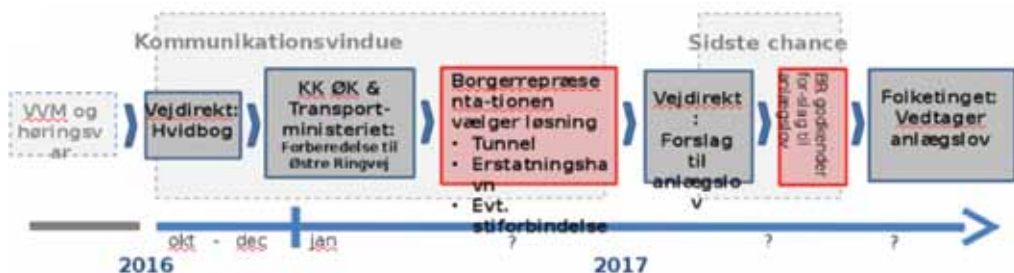 Kommunikationsvindue
Sidste chance
VVM og
høringsv
ar
Vejdirekt:
Hvidbog
KK ØK &
Transport-
ministeriet:
Forberedelse til
Østre Ringvej
Borgerrepræse
nta-tionen
vælger løsning
• Tunnel
• Erstatningsha
vn
• Evt.
stiforbindelse
Vejdirekt
:
Forslag
til
anlægslo
v
BR godkender
forslag til
anlægslov
Folketinget:
Vedtager
anlægslov
okt - dec jan ? ? ?
2016 2017